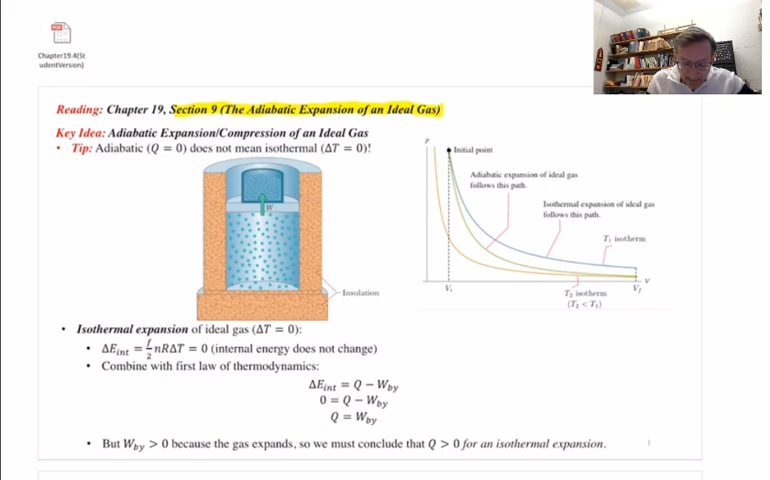 PDF
Chapter19.4(St
udentVersion)
Reading: Chapter 19, Section 9 (The Adiabatic Expansion of an Ideal Gas)
Key Idea: Adiabatic Expansion/Compression of an Ideal Gas
• Tip: Adiabatic (Q = 0) does not mean isothermal (ΔT = 0)!
W
Insulation
P
Initial point
Adiabatic expansion of ideal gas
follows this path.
Isothermal expansion of ideal gas
follows this path.
T₁ isotherm
Vᵢ
V_f
V
T₂ isotherm
(T₂ < T₁)
• Isothermal expansion of ideal gas (ΔT = 0):
• ΔE_int = f/2 nRΔT = 0 (internal energy does not change)
• Combine with first law of thermodynamics:
ΔE_int = Q − W_by
0 = Q − W_by
Q = W_by
• But W_by > 0 because the gas expands, so we must conclude that Q > 0 for an isothermal expansion.